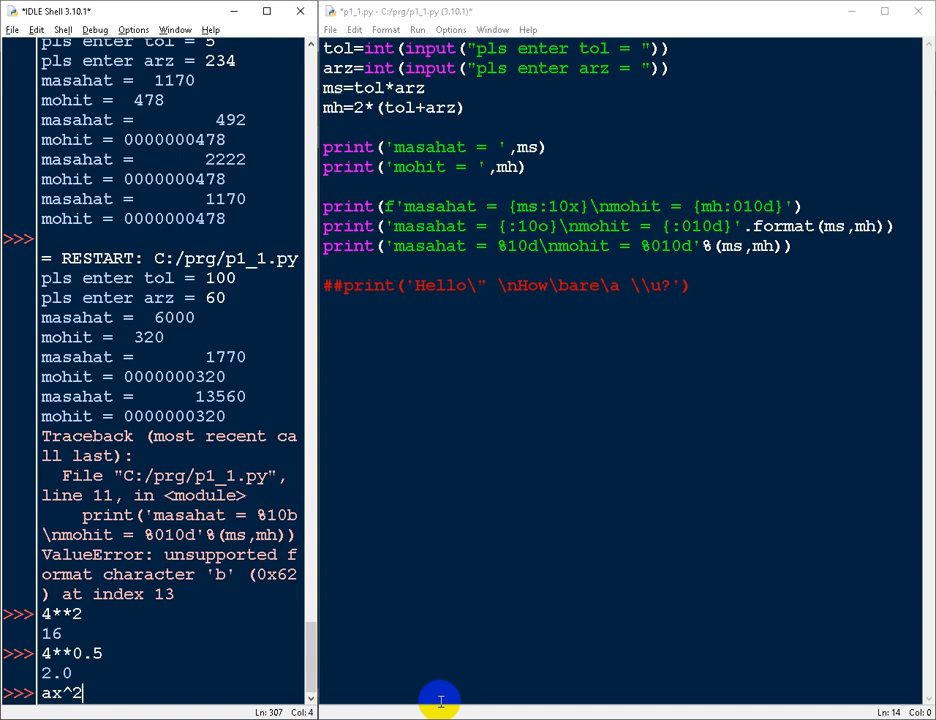 *IDLE Shell 3.10.1*
File Edit Shell Debug Options Window Help
pls enter tol = 5
pls enter arz = 234
masahat =  1170
mohit =  478
masahat =        492
mohit = 0000000478
masahat =       2222
mohit = 0000000478
masahat =       1170
mohit = 0000000478
>>>
= RESTART: C:/prg/p1_1.py
pls enter tol = 100
pls enter arz = 60
masahat =  6000
mohit =  320
masahat =       1770
mohit = 0000000320
masahat =      13560
mohit = 0000000320
Traceback (most recent ca
ll last):
  File "C:/prg/p1_1.py",
line 11, in <module>
    print('masahat = %10b
\nmohit = %010d'%(ms,mh))
ValueError: unsupported f
ormat character 'b' (0x62
) at index 13
>>> 4**2
16
>>> 4**0.5
2.0
>>> ax^2
Ln: 307 Col: 4
*p1_1.py - C:/prg/p1_1.py (3.10.1)*
File Edit Format Run Options Window Help
tol=int(input("pls enter tol = "))
arz=int(input("pls enter arz = "))
ms=tol*arz
mh=2*(tol+arz)
print('masahat = ',ms)
print('mohit = ',mh)
print(f'masahat = {ms:10x}\nmohit = {mh:010d}')
print('masahat = {:10o}\nmohit = {:010d}'.format(ms,mh))
print('masahat = %10d\nmohit = %010d'%(ms,mh))
##print('Hello\" \nHow\bare\a \\u?')
Ln: 14 Col: 0